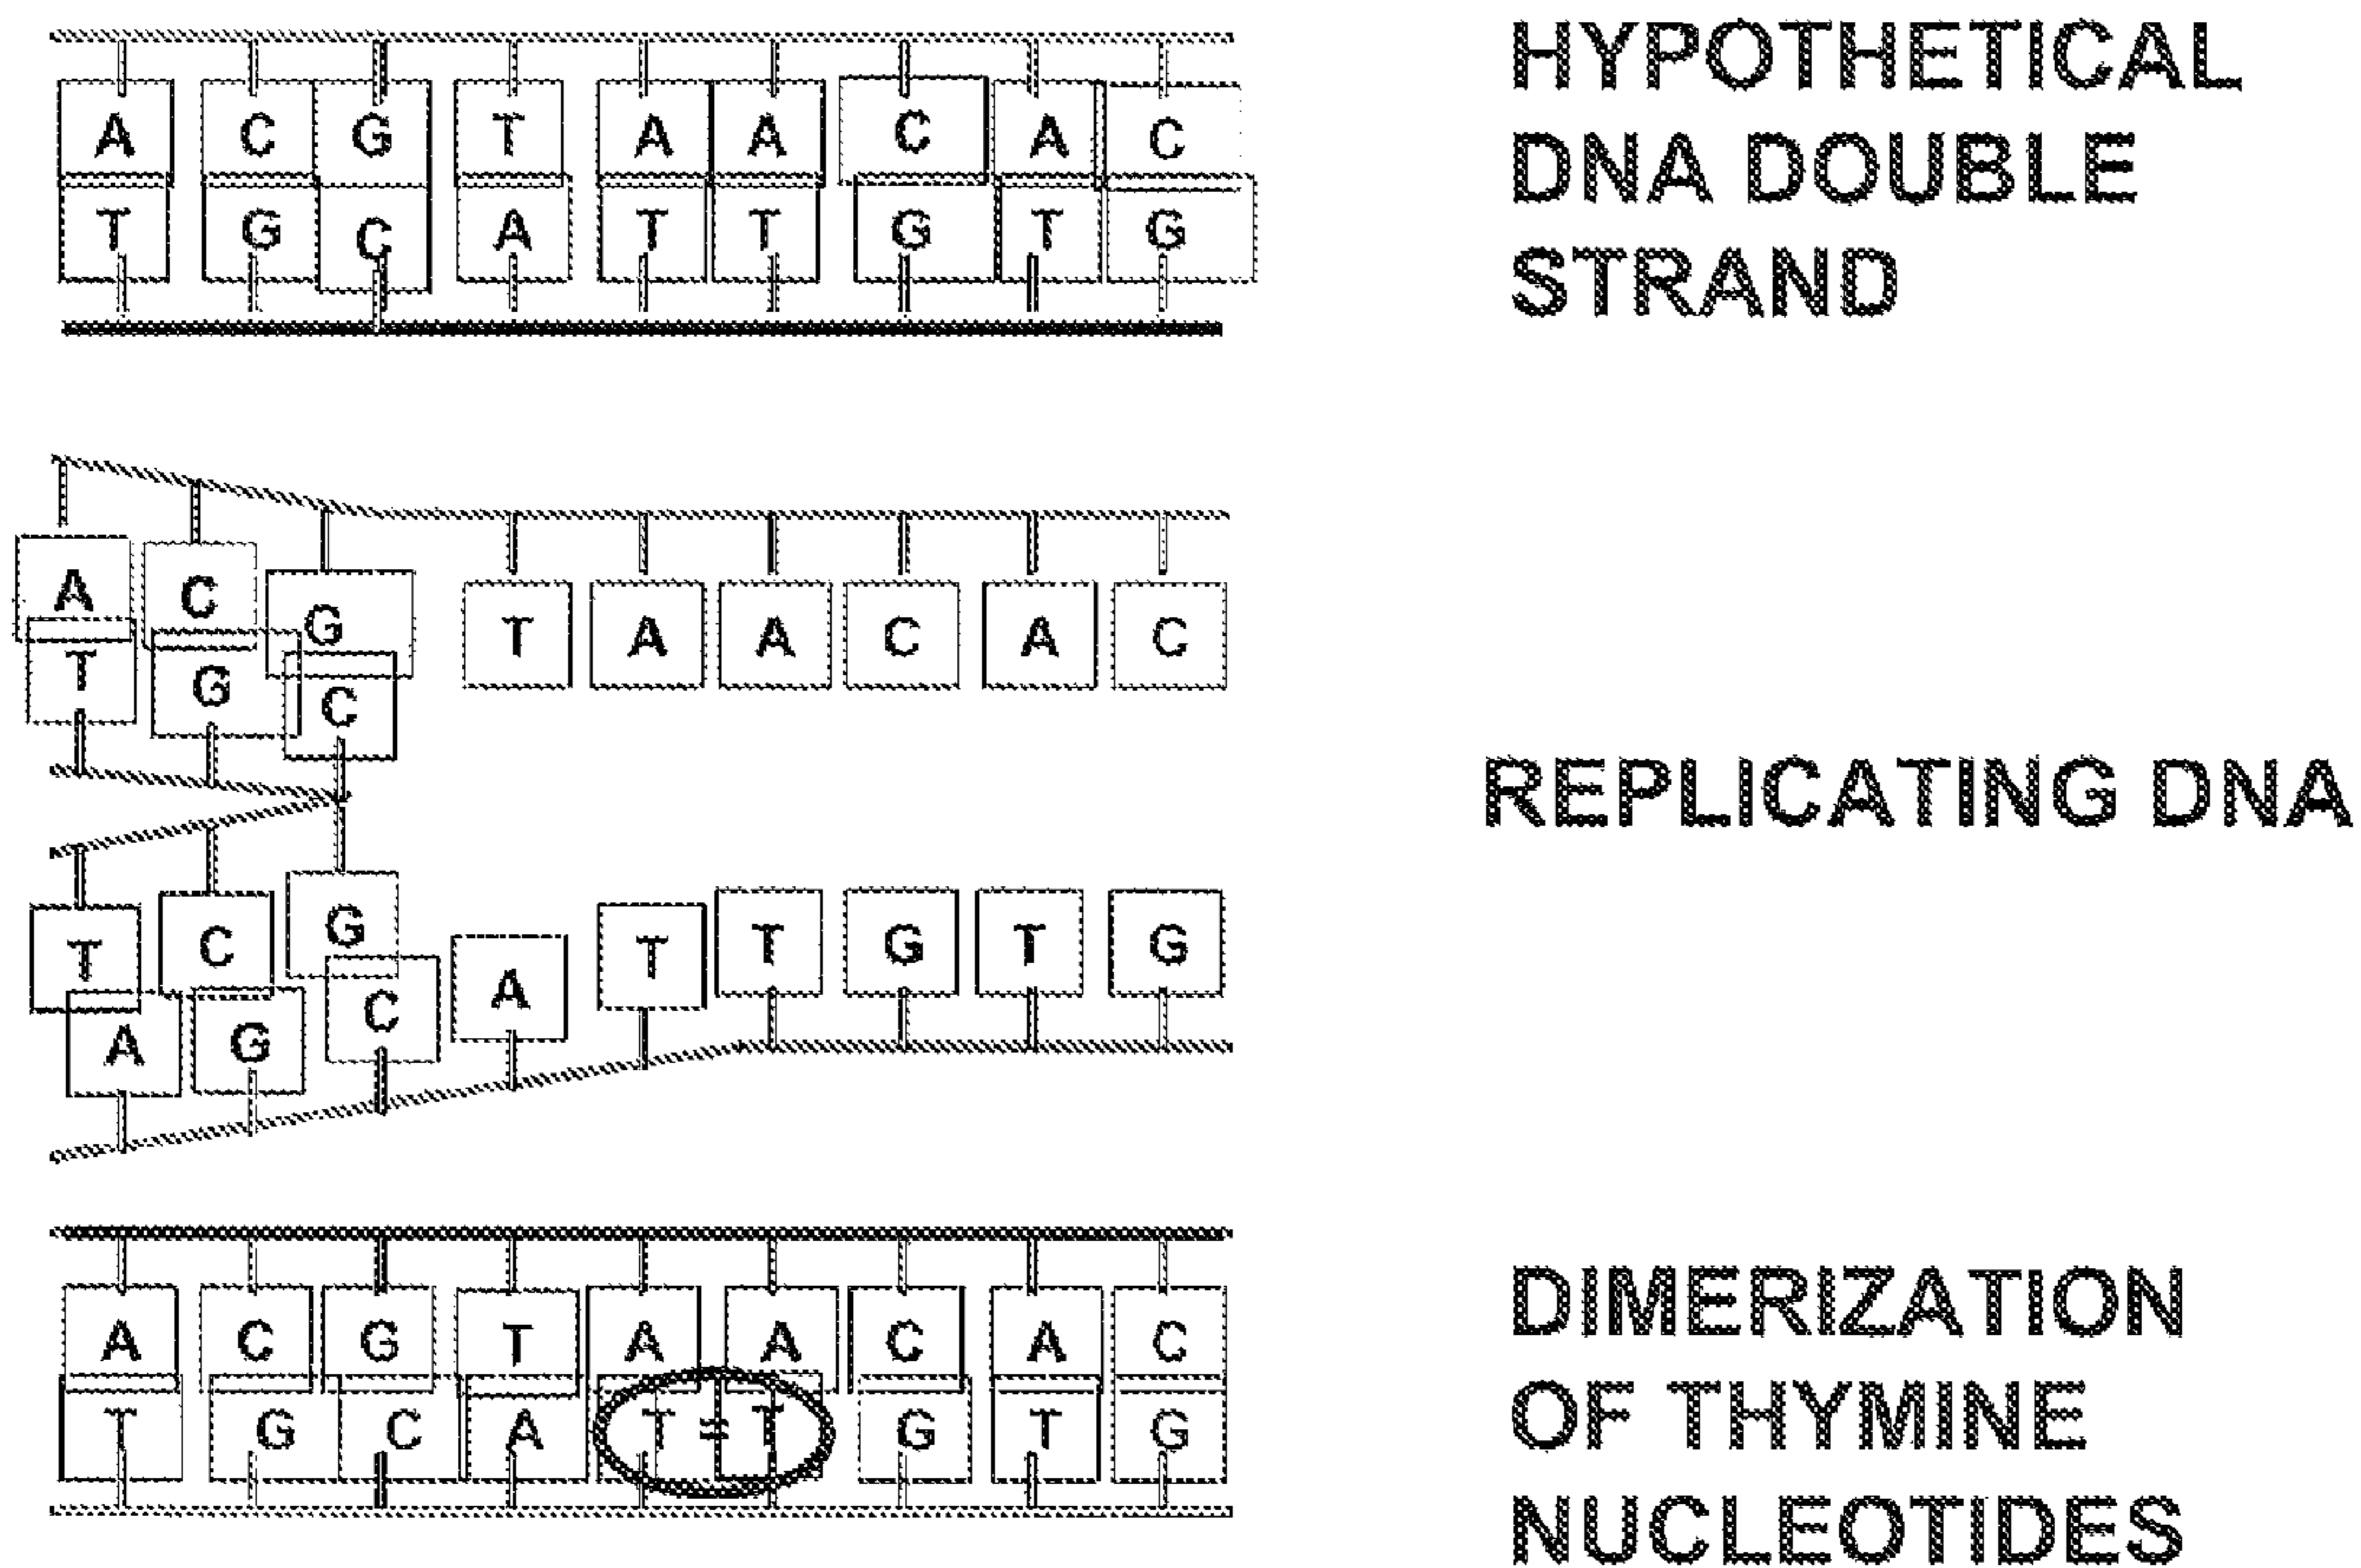 A C G T A A C A C
T G C A T T G T G
HYPOTHETICAL
DNA DOUBLE
STRAND
A C G T A A C A C
T G C
T C G
A G C A T T G T G
REPLICATING DNA
A C G T A A C A C
T G C A T = T G T G
DIMERIZATION
OF THYMINE
NUCLEOTIDES